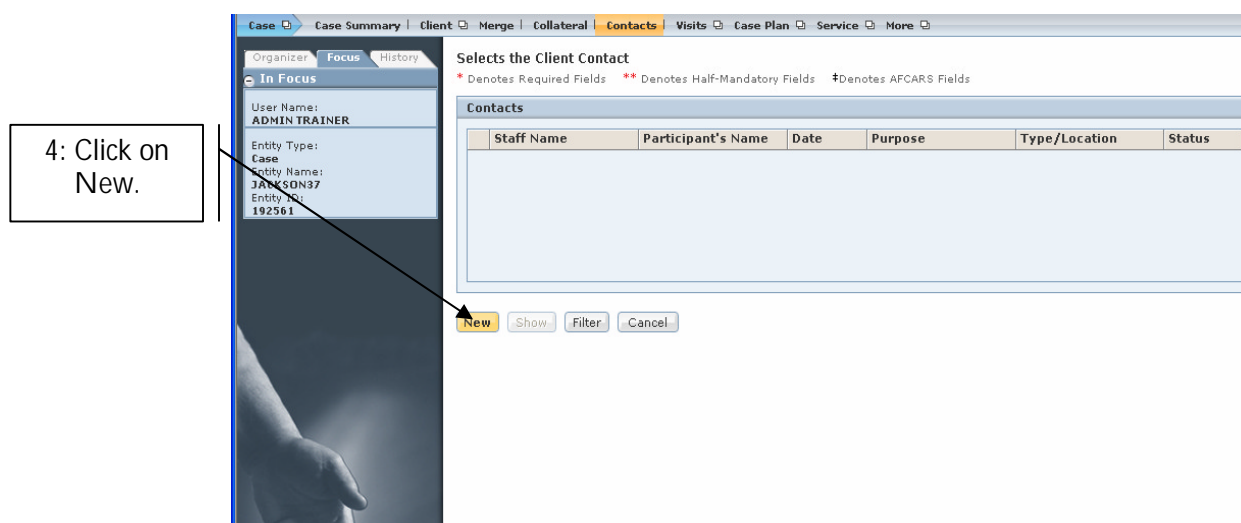 Case Case Summary | Client Merge | Collateral | Contacts | Visits Case Plan Service More
Organizer Focus History
In Focus
User Name:
ADMIN TRAINER
Entity Type:
Case
Entity Name:
JACKSON37
Entity ID:
192561
4: Click on
New.
Selects the Client Contact
* Denotes Required Fields ** Denotes Half-Mandatory Fields ‡Denotes AFCARS Fields
Contacts
Staff Name Participant's Name Date Purpose Type/Location Status
New Show Filter Cancel